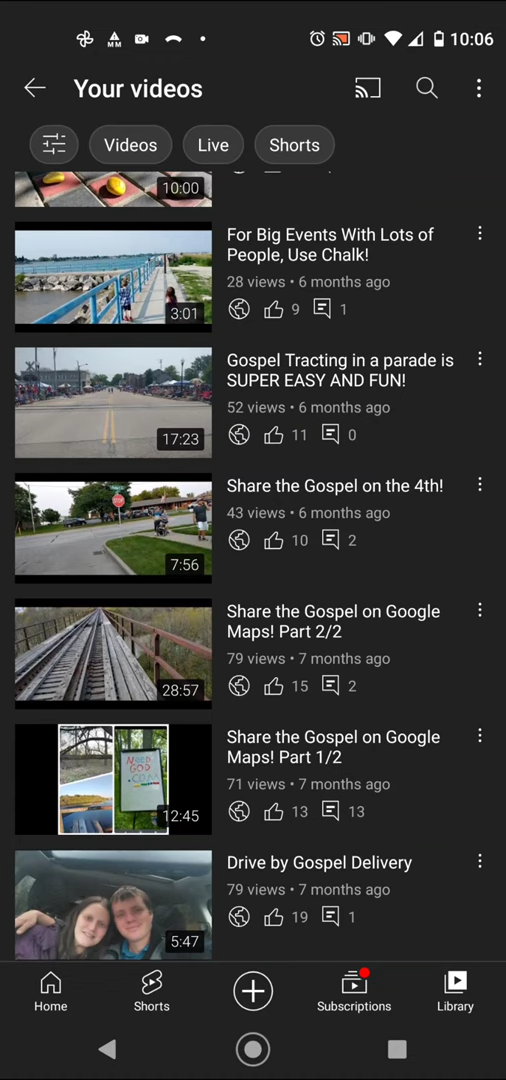 MM
10:06
Your videos
Videos
Live
Shorts
10:00
For Big Events With Lots of
People, Use Chalk!
28 views • 6 months ago
9
1
3:01
Gospel Tracting in a parade is
SUPER EASY AND FUN!
52 views • 6 months ago
11
0
17:23
Share the Gospel on the 4th!
43 views • 6 months ago
10
2
STOP
7:56
Share the Gospel on Google
Maps! Part 2/2
79 views • 7 months ago
15
2
28:57
Share the Gospel on Google
Maps! Part 1/2
71 views • 7 months ago
13
13
NEED
GOD
.COM
12:45
Drive by Gospel Delivery
79 views • 7 months ago
19
1
5:47
Home
Shorts
Subscriptions
Library